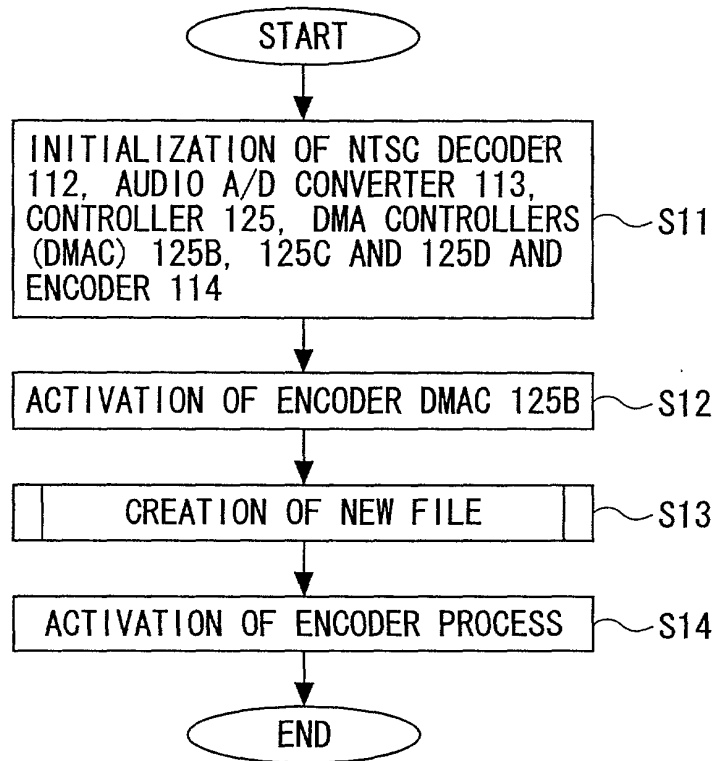 START
INITIALIZATION OF NTSC DECODER
112, AUDIO A/D CONVERTER 113,
CONTROLLER 125, DMA CONTROLLERS
(DMAC) 125B, 125C AND 125D AND
ENCODER 114
S11
ACTIVATION OF ENCODER DMAC 125B
S12
CREATION OF NEW FILE
S13
ACTIVATION OF ENCODER PROCESS
S14
END